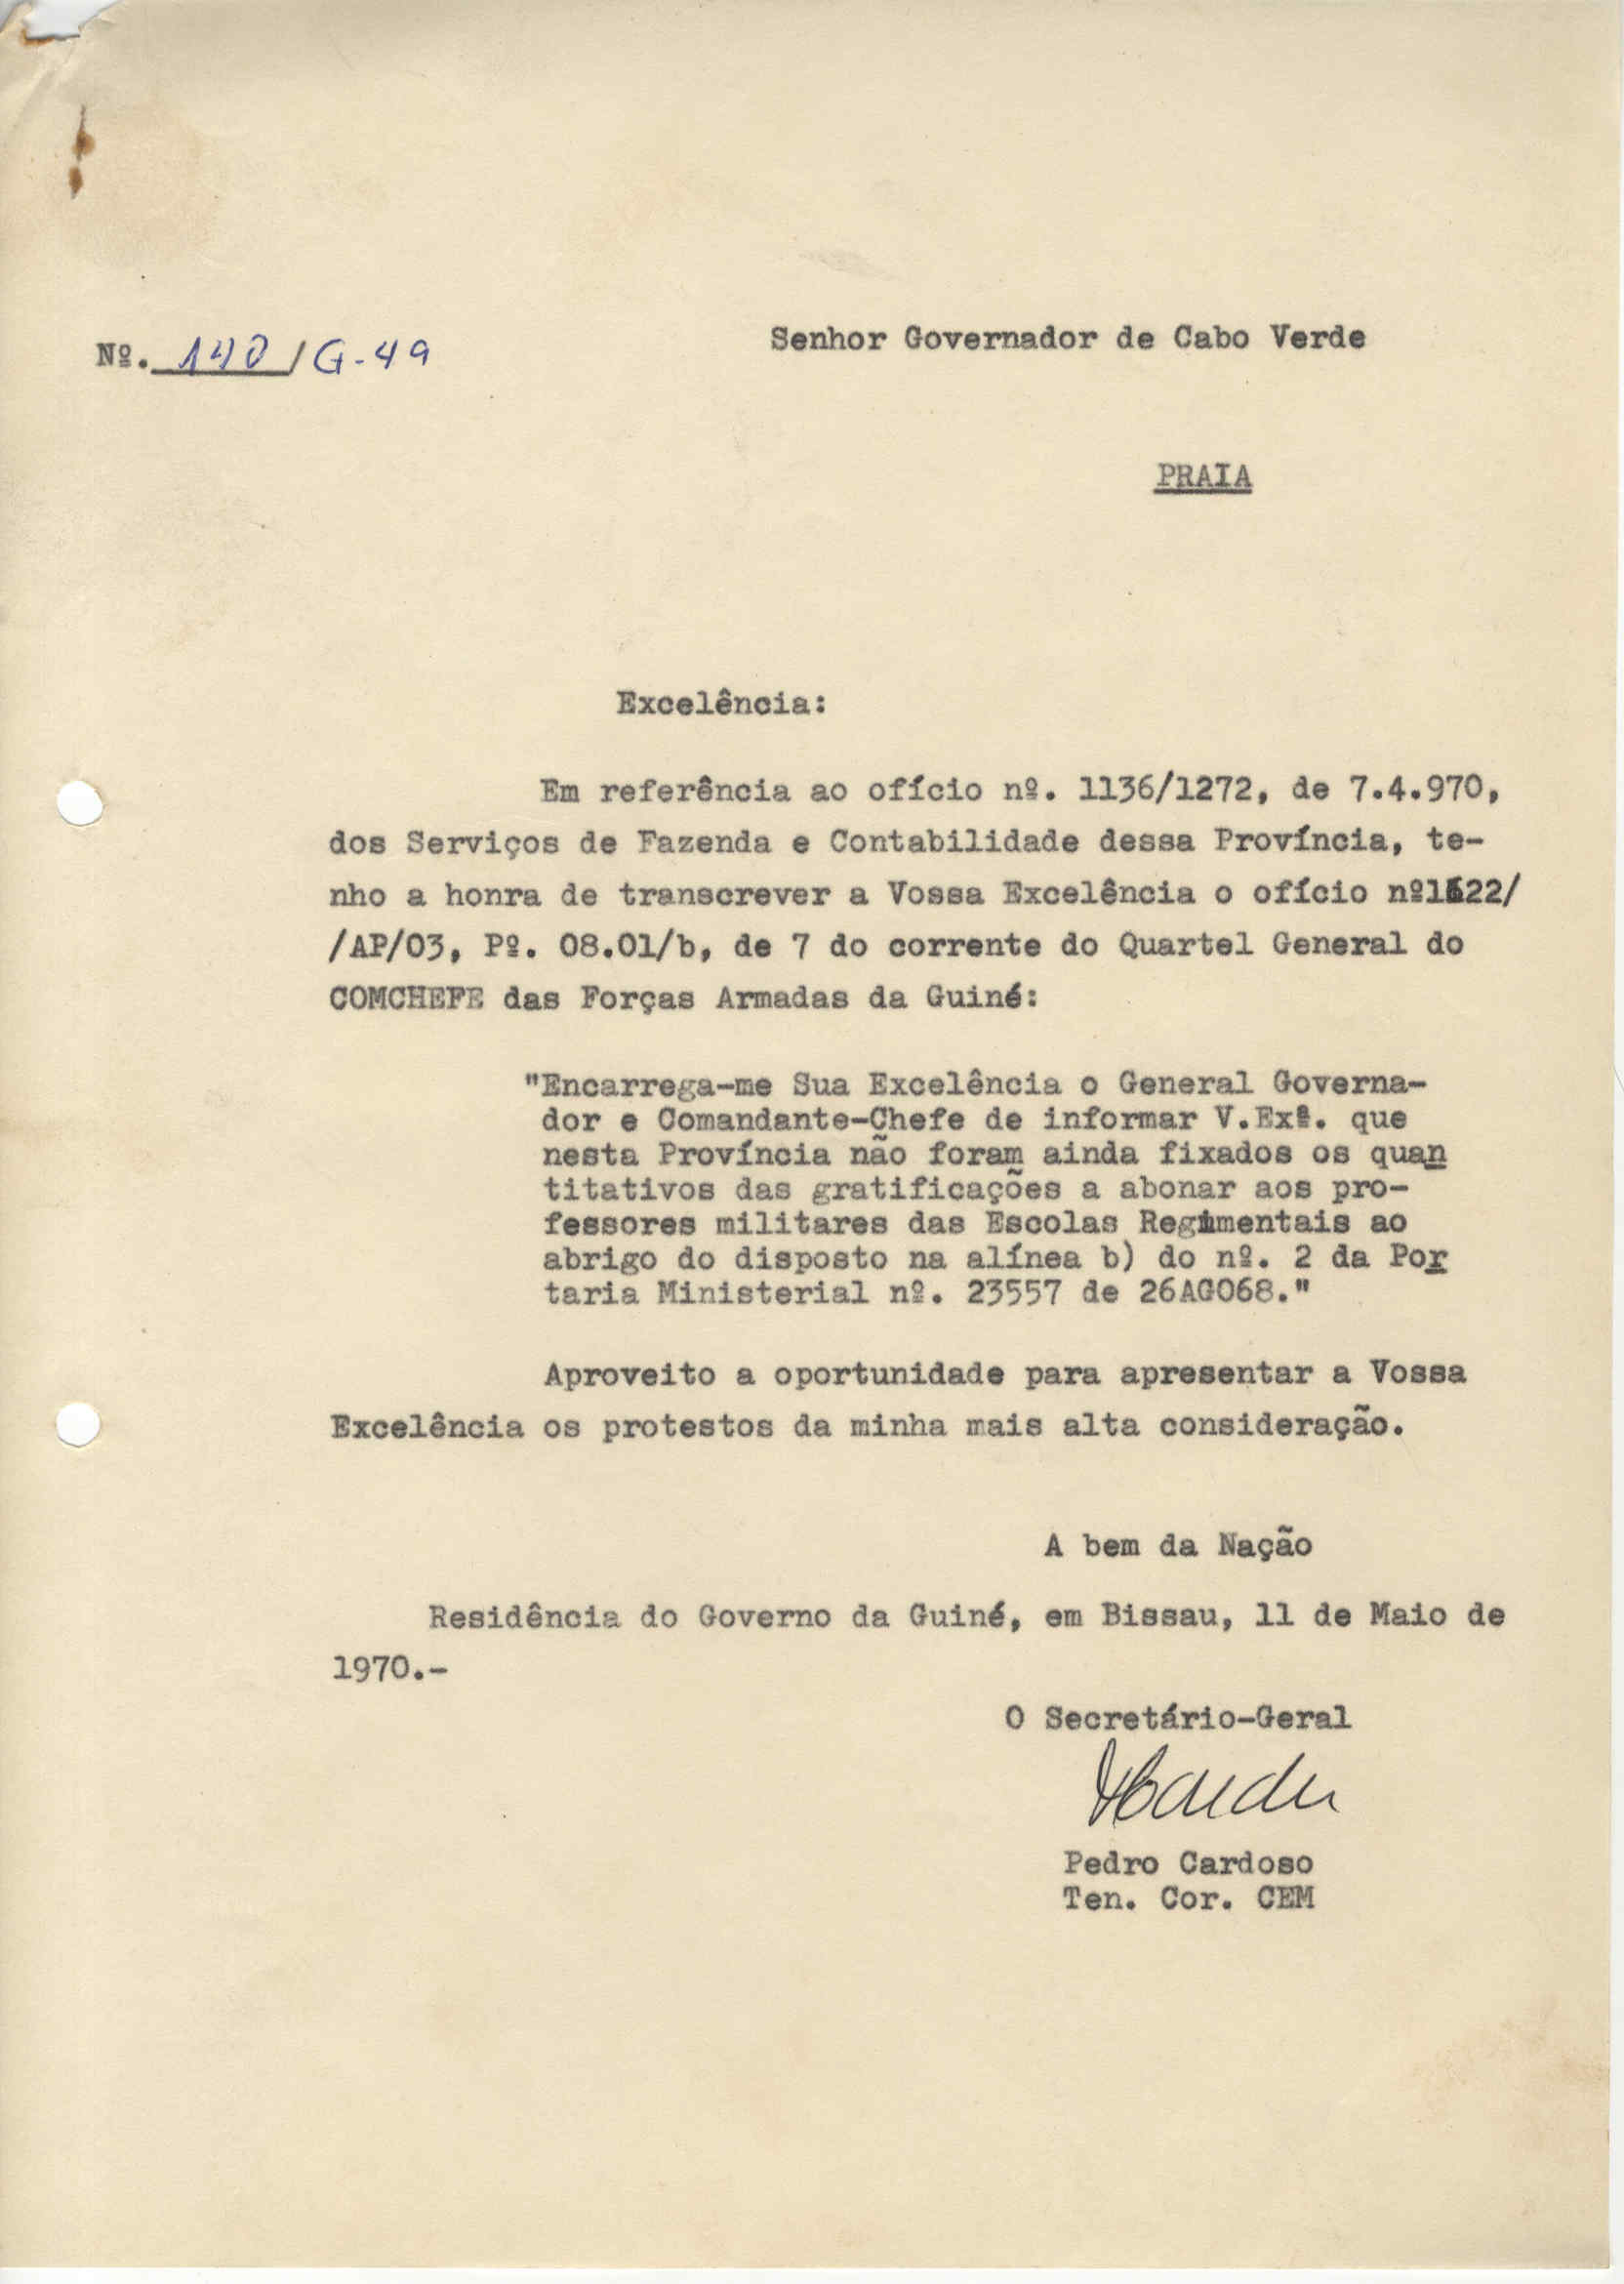 Senhor Governador de Cabo Verde
Nº. 140/G-49
PRAIA
Excelência:
Em referência ao ofício nº. 1136/1272, de 7.4.970,
dos Serviços de Fazenda e Contabilidade dessa Província, te-
nho a honra de transcrever a Vossa Excelência o ofício nº1622/
/AP/03, Pº. 08.01/b, de 7 do corrente do Quartel General do
COMCHEFE das Forças Armadas da Guiné:
"Encarrega-me Sua Excelência o General Governa-
dor e Comandante-Chefe de informar V.Exª. que
nesta Província não foram ainda fixados os quan
titativos das gratificações a abonar aos pro-
fessores militares das Escolas Regimentais ao
abrigo do disposto na alínea b) do nº. 2 da Por
taria Ministerial nº. 23557 de 26AGO68."
Aproveito a oportunidade para apresentar a Vossa
Excelência os protestos da minha mais alta consideração.
A bem da Nação
Residência do Governo da Guiné, em Bissau, 11 de Maio de
1970.-
O Secretário-Geral
Pedro Cardoso
Ten. Cor. CEM